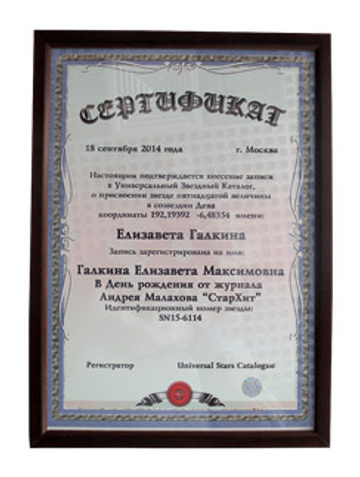 СЕРТИФИКАТ
18 сентября 2014 года г. Москва
Настоящим подтверждается внесение записи
в Универсальный Звездный Каталог,
о присвоении звезде пятнадцатой величины
в созвездии Дева
координаты 192,19392 -6,48354 имени:
Елизавета Галкина
Запись зарегистрирована на имя:
Галкина Елизавета Максимовна
В День рождения от журнала
Андрея Малахова "СтарХит"
Идентификационный номер звезды:
SN15-6114
Регистратор Universal Stars Catalogue